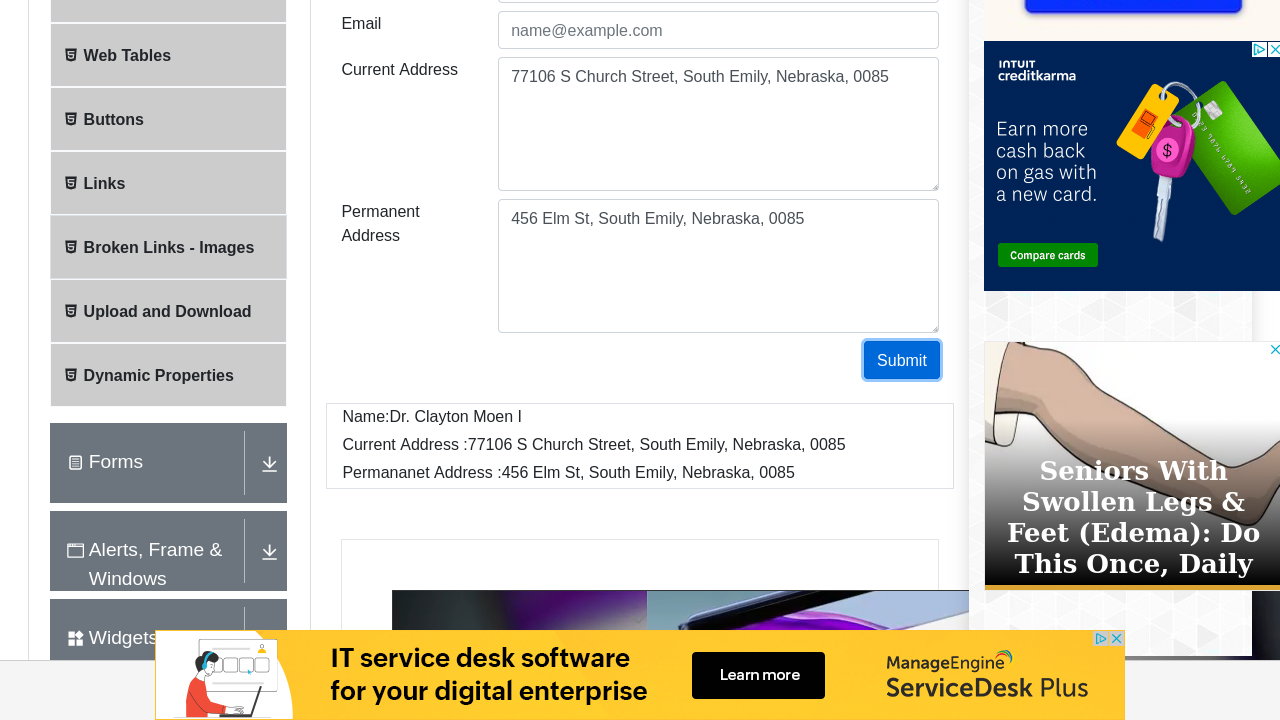 Email
name@example.com
Web Tables
Current Address
77106 S Church Street, South Emily, Nebraska, 0085
Buttons
Links
Permanent
Address
456 Elm St, South Emily, Nebraska, 0085
Broken Links - Images
Upload and Download
Dynamic Properties
Submit
Name:Dr. Clayton Moen I
Current Address :77106 S Church Street, South Emily, Nebraska, 0085
Permananet Address :456 Elm St, South Emily, Nebraska, 0085
Forms
Alerts, Frame &
Windows
Widgets
INTUIT
creditkarma
Earn more
cash back
on gas with
a new card.
Compare cards
Seniors With
Swollen Legs &
Feet (Edema): Do
This Once, Daily
IT service desk software
for your digital enterprise
Learn more
ManageEngine
ServiceDesk Plus